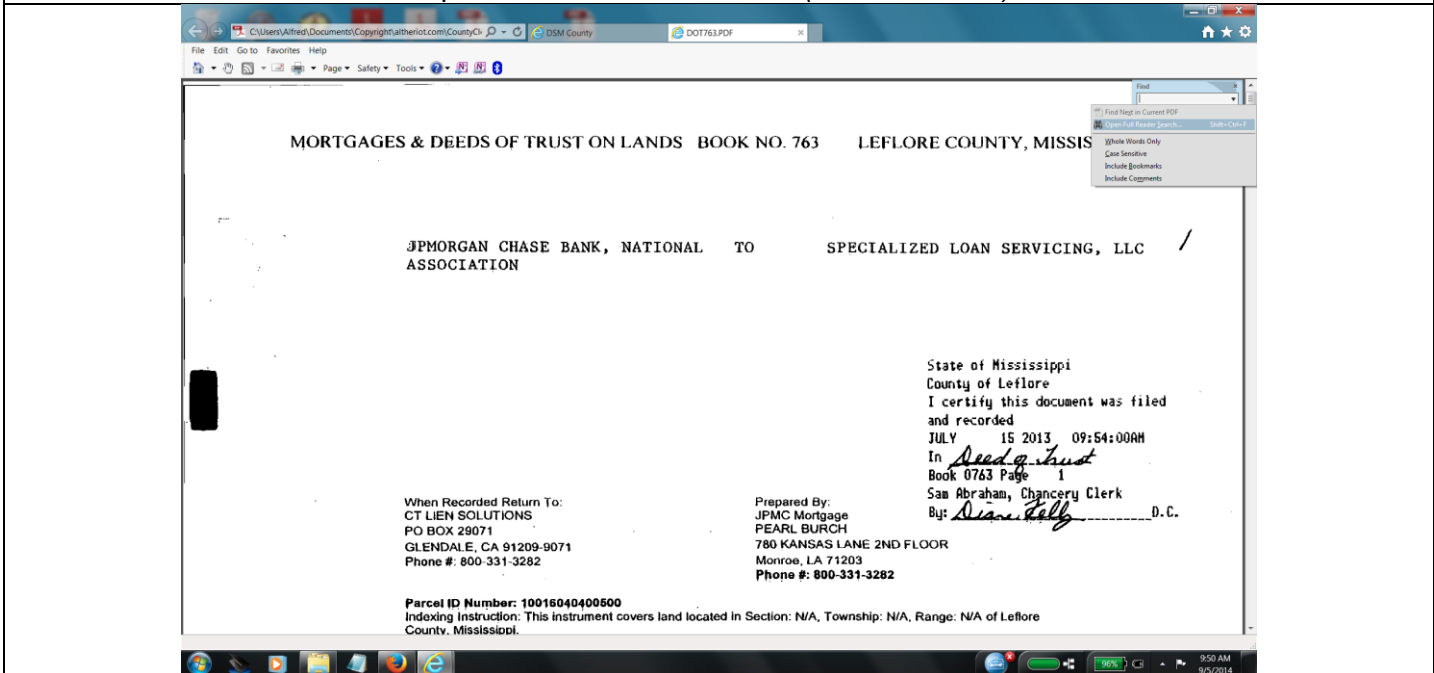 C:\Users\Alfred\Documents\Copyright\altheriot.com\CountyCl
DSM County
DOT763.PDF
File Edit Go to Favorites Help
Page Safety Tools
Find
Find Next in Current PDF
Open Full Reader Search... Shift+Ctrl+F
Whole Words Only
Case Sensitive
Include Bookmarks
Include Comments
MORTGAGES & DEEDS OF TRUST ON LANDS BOOK NO. 763 LEFLORE COUNTY, MISSIS
JPMORGAN CHASE BANK, NATIONAL TO SPECIALIZED LOAN SERVICING, LLC
ASSOCIATION
State of Mississippi
County of Leflore
I certify this document was filed
and recorded
JULY 15 2013 09:54:00AM
In Deed of Trust
Book 0763 Page 1
Sam Abraham, Chancery Clerk
By: Diane Kelly D.C.
When Recorded Return To:
CT LIEN SOLUTIONS
PO BOX 29071
GLENDALE, CA 91209-9071
Phone #: 800-331-3282
Prepared By:
JPMC Mortgage
PEARL BURCH
780 KANSAS LANE 2ND FLOOR
Monroe, LA 71203
Phone #: 800-331-3282
Parcel ID Number: 10016040400500
Indexing Instruction: This instrument covers land located in Section: N/A, Township: N/A, Range: N/A of Leflore
County, Mississippi.
96%
9:50 AM
9/5/2014